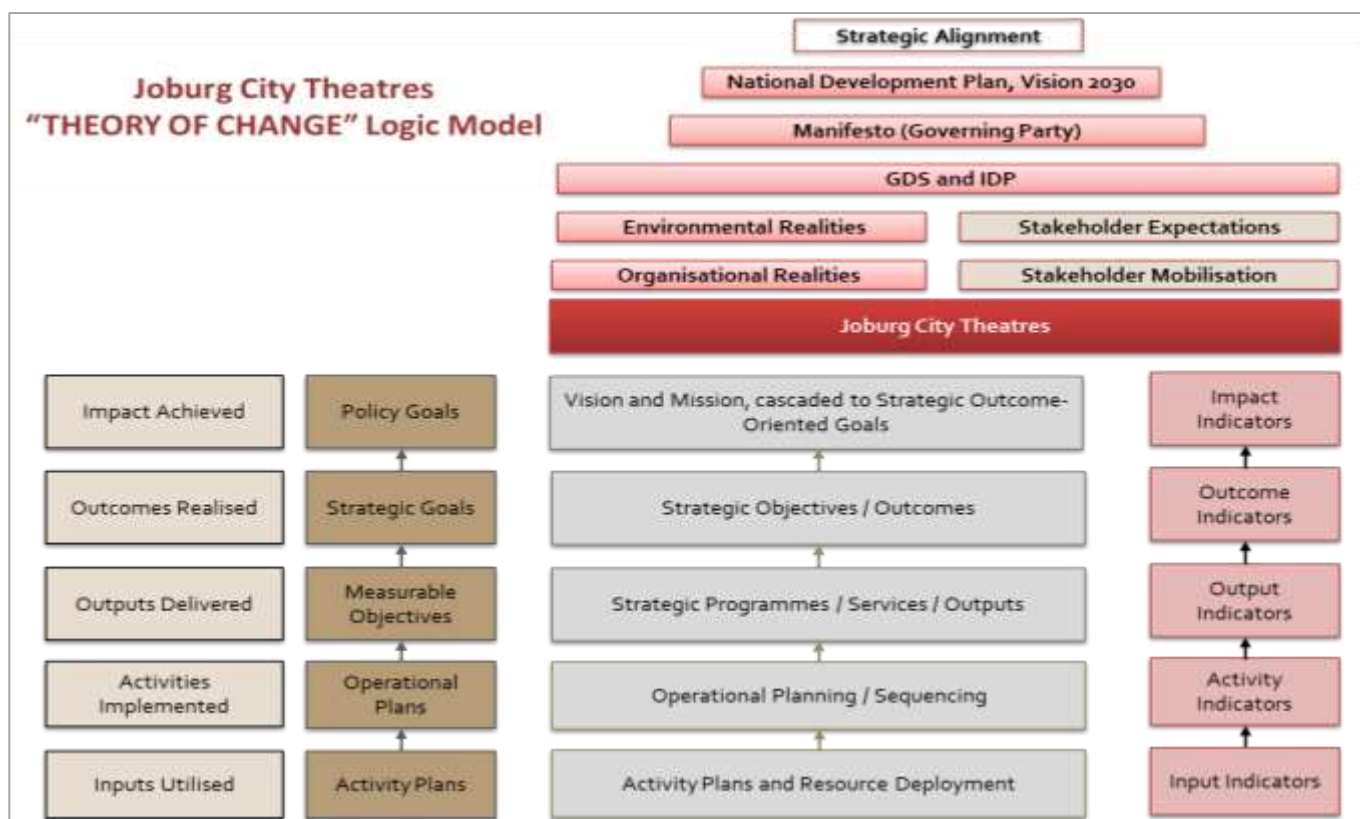 Strategic Alignment
Joburg City Theatres
"THEORY OF CHANGE" Logic Model
National Development Plan, Vision 2030
Manifesto (Governing Party)
GDS and IDP
Environmental Realities
Stakeholder Expectations
Organisational Realities
Stakeholder Mobilisation
Joburg City Theatres
Impact Achieved
Policy Goals
Vision and Mission, cascaded to Strategic Outcome-
Oriented Goals
Impact
Indicators
Outcomes Realised
Strategic Goals
Strategic Objectives / Outcomes
Outcome
Indicators
Outputs Delivered
Measurable
Objectives
Strategic Programmes / Services / Outputs
Output
Indicators
Activities
Implemented
Operational
Plans
Operational Planning / Sequencing
Activity
Indicators
Inputs Utilised
Activity Plans
Activity Plans and Resource Deployment
Input Indicators